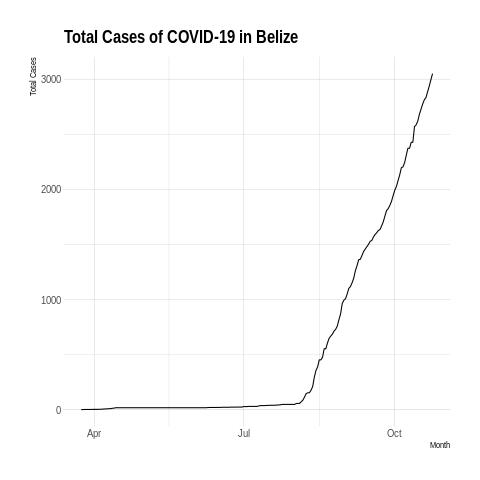 Total Cases of COVID-19 in Belize
Total Cases
3000
2000
1000
0
Apr
Jul
Oct
Month